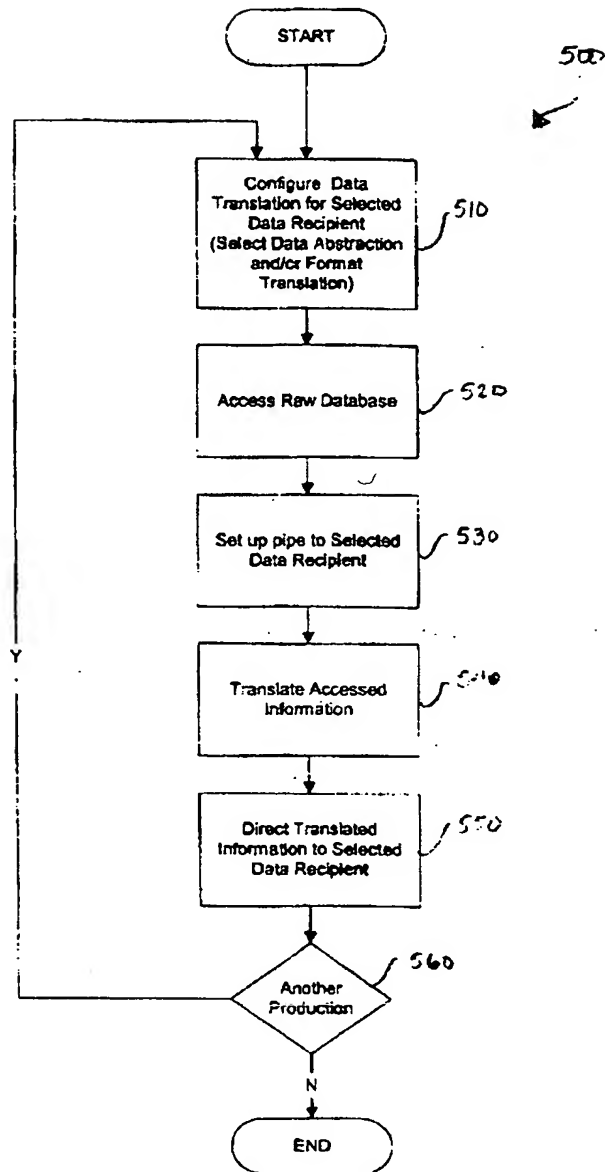 START
500
Configure Data
Translation for Selected
Data Recipient
(Select Data Abstraction
and/or Format
Translation)
510
Access Raw Database
520
Set up pipe to Selected
Data Recipient
530
Translate Accessed
Information
540
Direct Translated
Information to Selected
Data Recipient
550
Another
Production
560
Y
N
END